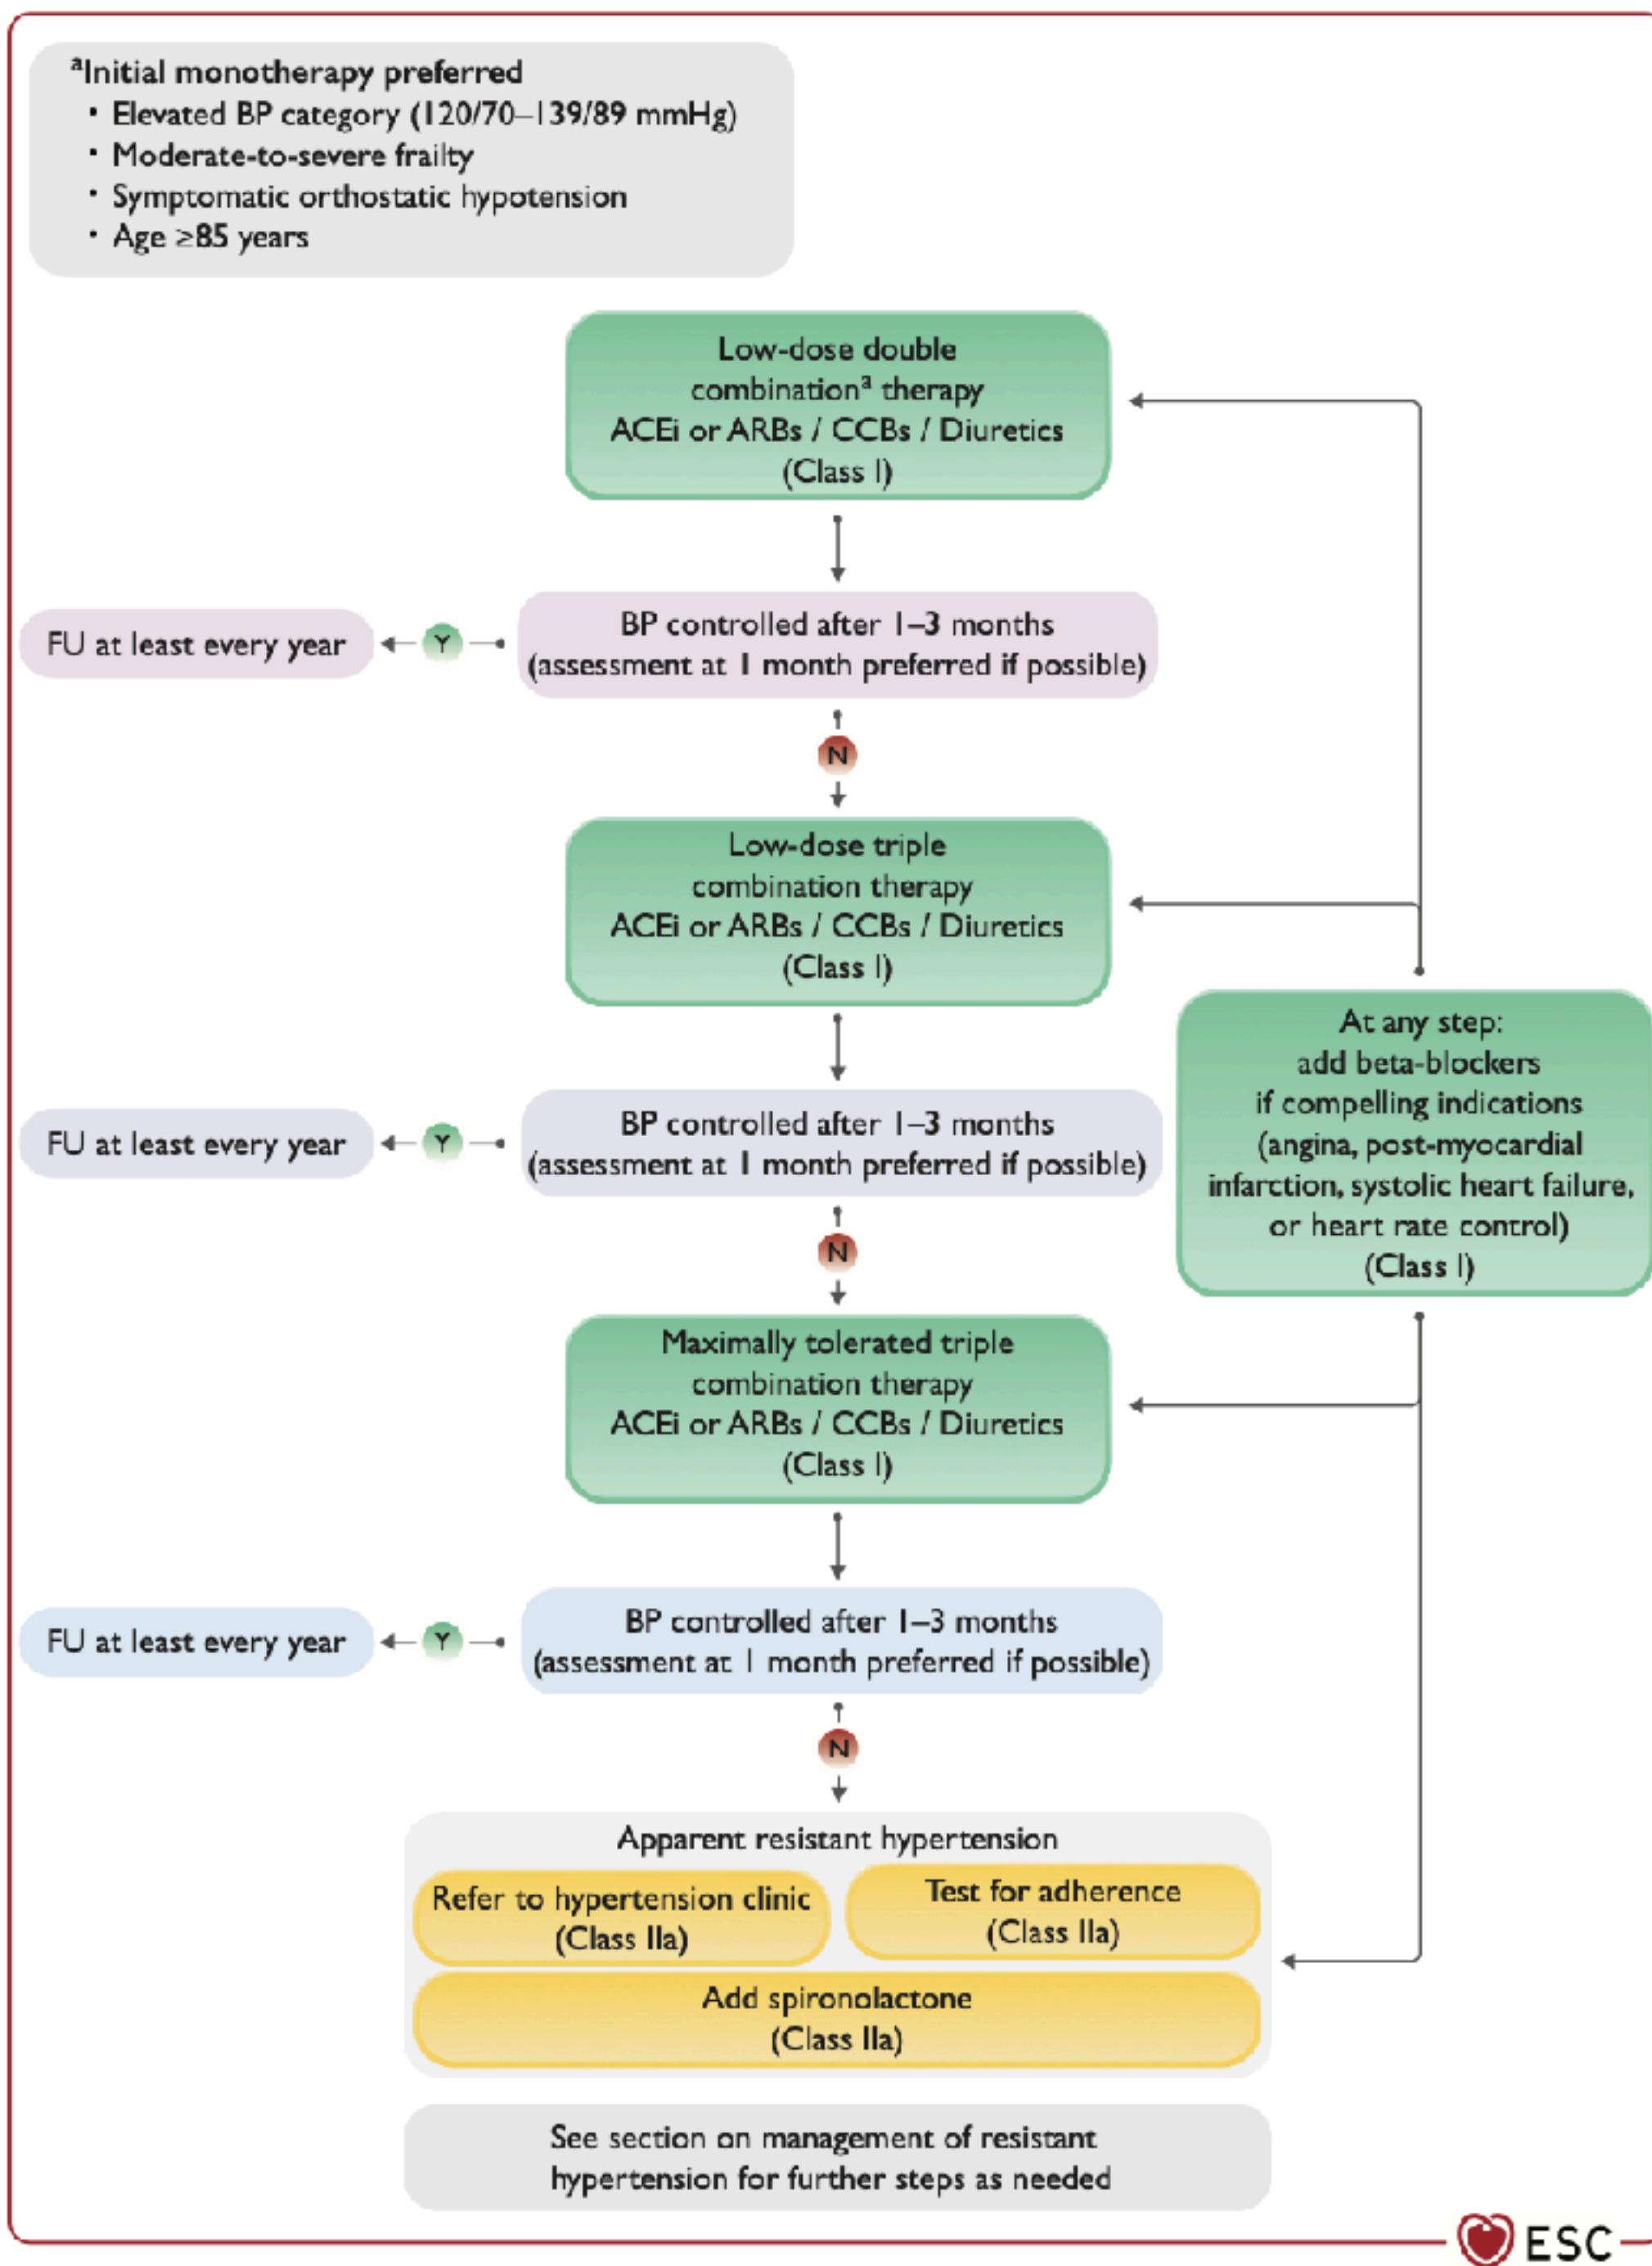 ᵃInitial monotherapy preferred
• Elevated BP category (120/70–139/89 mmHg)
• Moderate-to-severe frailty
• Symptomatic orthostatic hypotension
• Age ≥85 years
Low-dose double
combinationᵃ therapy
ACEi or ARBs / CCBs / Diuretics
(Class I)
BP controlled after 1–3 months
(assessment at 1 month preferred if possible)
Y
FU at least every year
N
Low-dose triple
combination therapy
ACEi or ARBs / CCBs / Diuretics
(Class I)
At any step:
add beta-blockers
if compelling indications
(angina, post-myocardial
infarction, systolic heart failure,
or heart rate control)
(Class I)
BP controlled after 1–3 months
(assessment at 1 month preferred if possible)
Y
FU at least every year
N
Maximally tolerated triple
combination therapy
ACEi or ARBs / CCBs / Diuretics
(Class I)
BP controlled after 1–3 months
(assessment at 1 month preferred if possible)
Y
FU at least every year
N
Apparent resistant hypertension
Refer to hypertension clinic
(Class IIa)
Test for adherence
(Class IIa)
Add spironolactone
(Class IIa)
See section on management of resistant
hypertension for further steps as needed
ESC